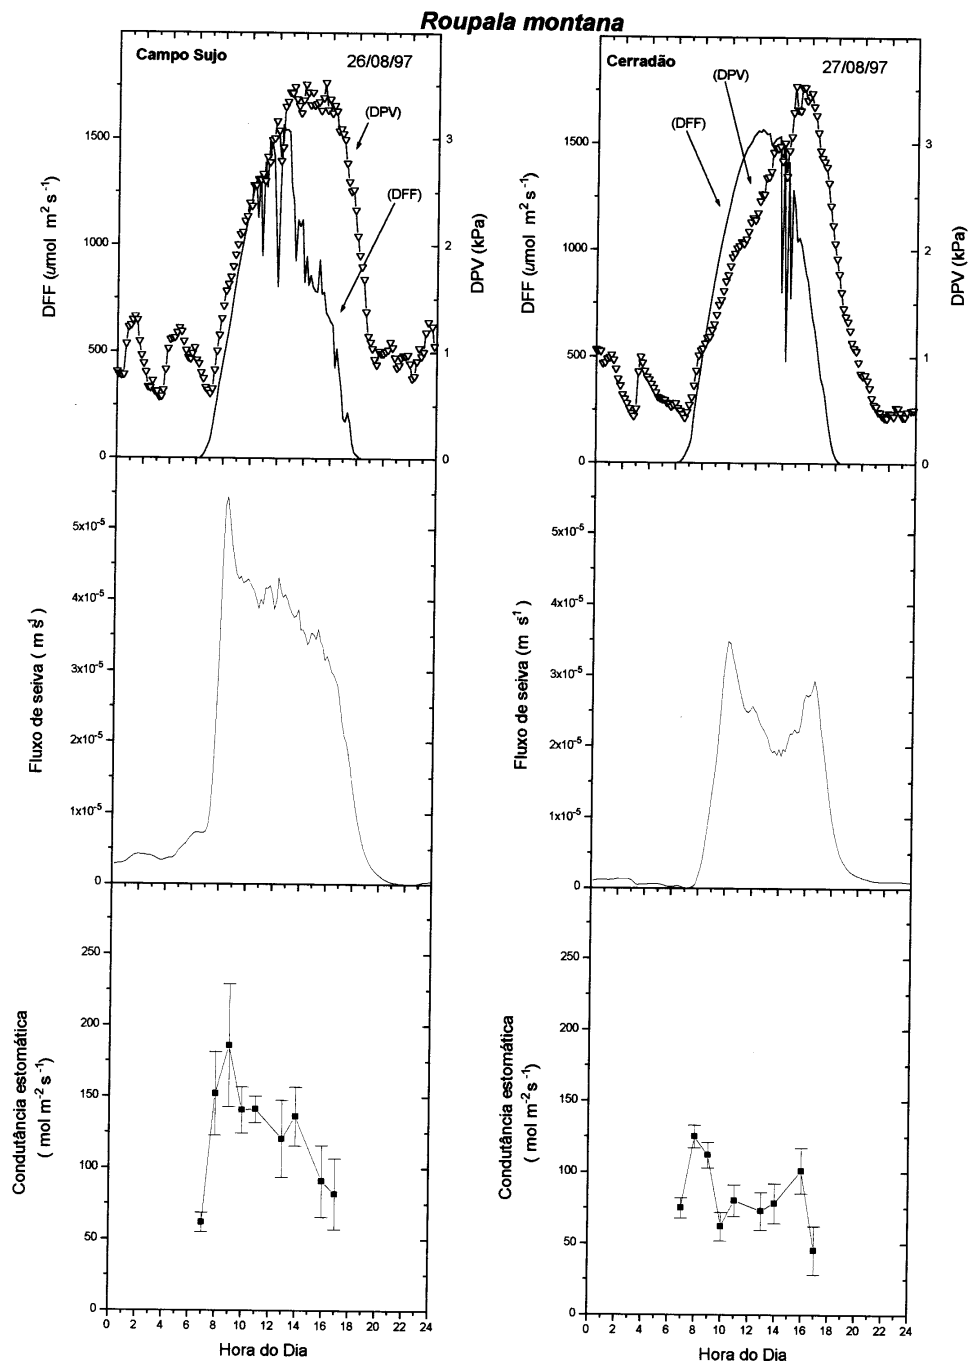 Roupala montana
Campo Sujo
26/08/97
(DPV)
(DFF)
1500
1000
500
0
DFF (umol m2 s-1)
3
2
1
0
DPV (kPa)
Cerradão
27/08/97
(DPV)
(DFF)
1500
1000
500
0
DFF (umol m2 s-1)
3
2
1
0
DPV (kPa)
5x10-5
4x10-5
3x10-5
2x10-5
1x10-5
0
Fluxo de seiva ( m s1)
5x10-5
4x10-5
3x10-5
2x10-5
1x10-5
0
Fluxo de seiva (m s1)
250
200
150
100
50
0
Condutância estomática
( mol m-2 s-1)
0 2 4 6 8 10 12 14 16 18 20 22 24
Hora do Dia
250
200
150
100
50
0
Condutância estomática
( mol m-2 s-1)
0 2 4 6 8 10 12 14 16 18 20 22 24
Hora do Dia